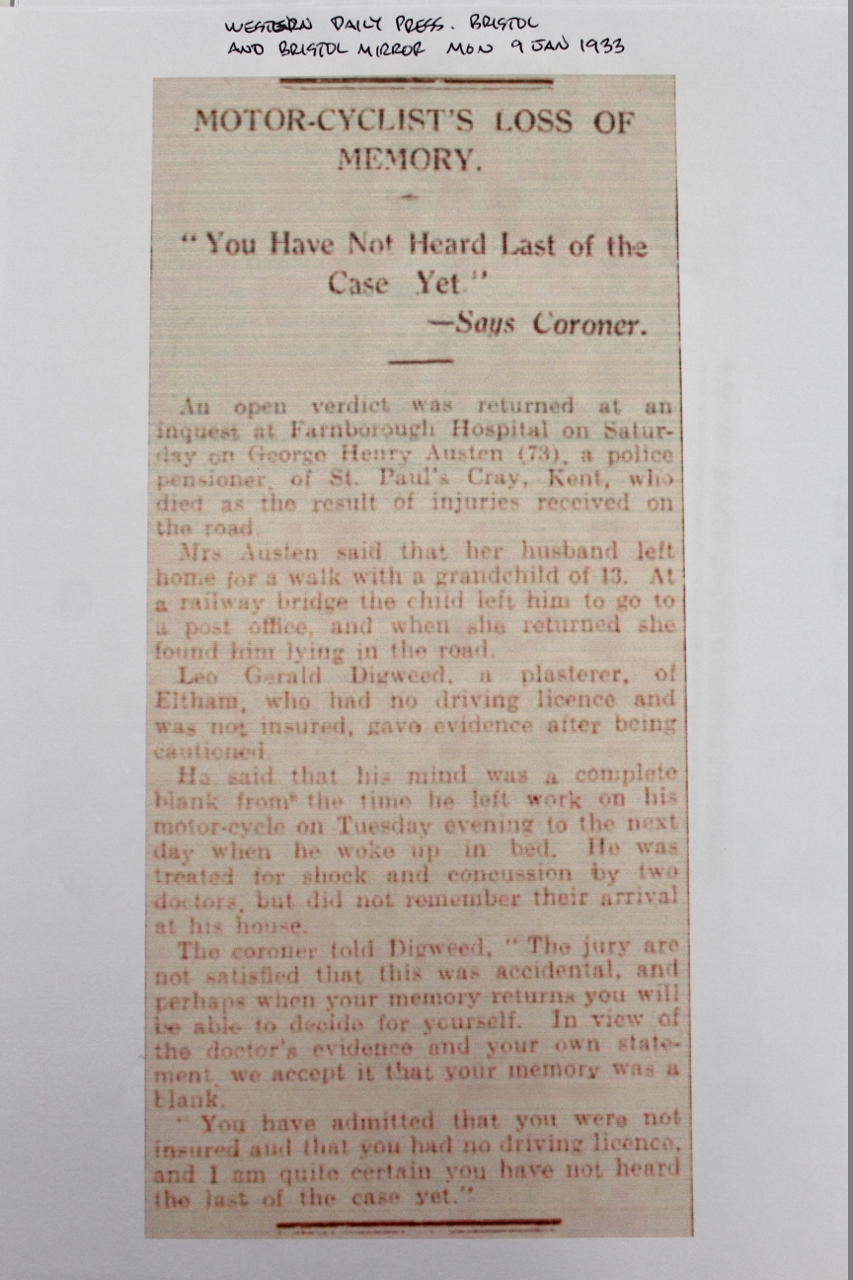 WESTERN DAILY PRESS. BRISTOL
AND BRISTOL MIRROR MON 9 JAN 1933
MOTOR-CYCLIST'S LOSS OF
MEMORY.
"You Have Not Heard Last of the
Case Yet"
—Says Coroner.
An open verdict was returned at an
inquest at Farnborough Hospital on Satur-
day on George Henry Austen (73), a police
pensioner, of St. Paul's Cray, Kent, who
died as the result of injuries received on
the road.
Mrs Austen said that her husband left
home for a walk with a grandchild of 13. At
a railway bridge the child left him to go to
a post office, and when she returned she
found him lying in the road.
Leo Gerald Digweed, a plasterer, of
Eltham, who had no driving licence and
was not insured, gave evidence after being
cautioned.
He said that his mind was a complete
blank from the time he left work on his
motor-cycle on Tuesday evening to the next
day when he woke up in bed. He was
treated for shock and concussion by two
doctors, but did not remember their arrival
at his house.
The coroner told Digweed, "The jury are
not satisfied that this was accidental, and
perhaps when your memory returns you will
be able to decide for yourself. In view of
the doctor's evidence and your own state-
ment we accept it that your memory was a
blank.
"You have admitted that you were not
insured and that you had no driving licence,
and I am quite certain you have not heard
the last of the case yet."